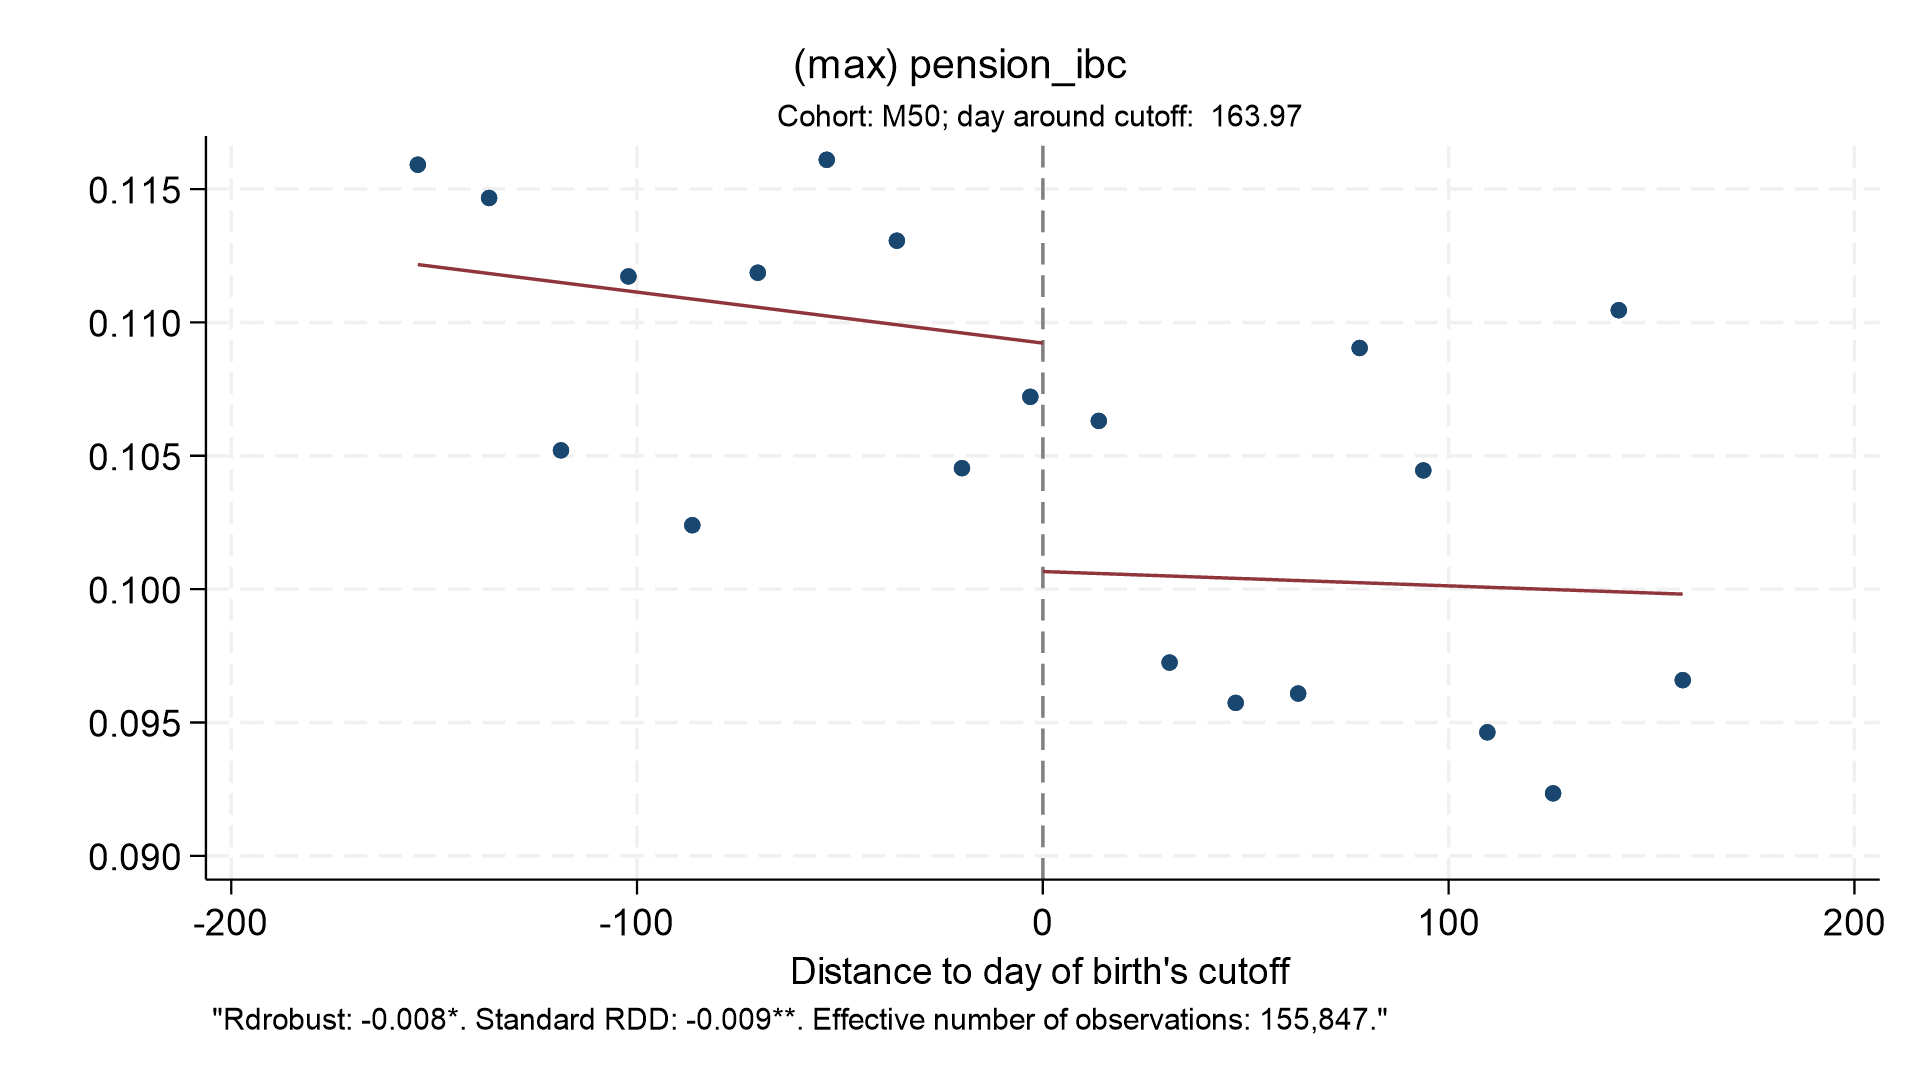 (max) pension_ibc
Cohort: M50; day around cutoff:  163.97
0.115
0.110
0.105
0.100
0.095
0.090
-200 -100 0 100 200
Distance to day of birth's cutoff
"Rdrobust: -0.008*. Standard RDD: -0.009**. Effective number of observations: 155,847."